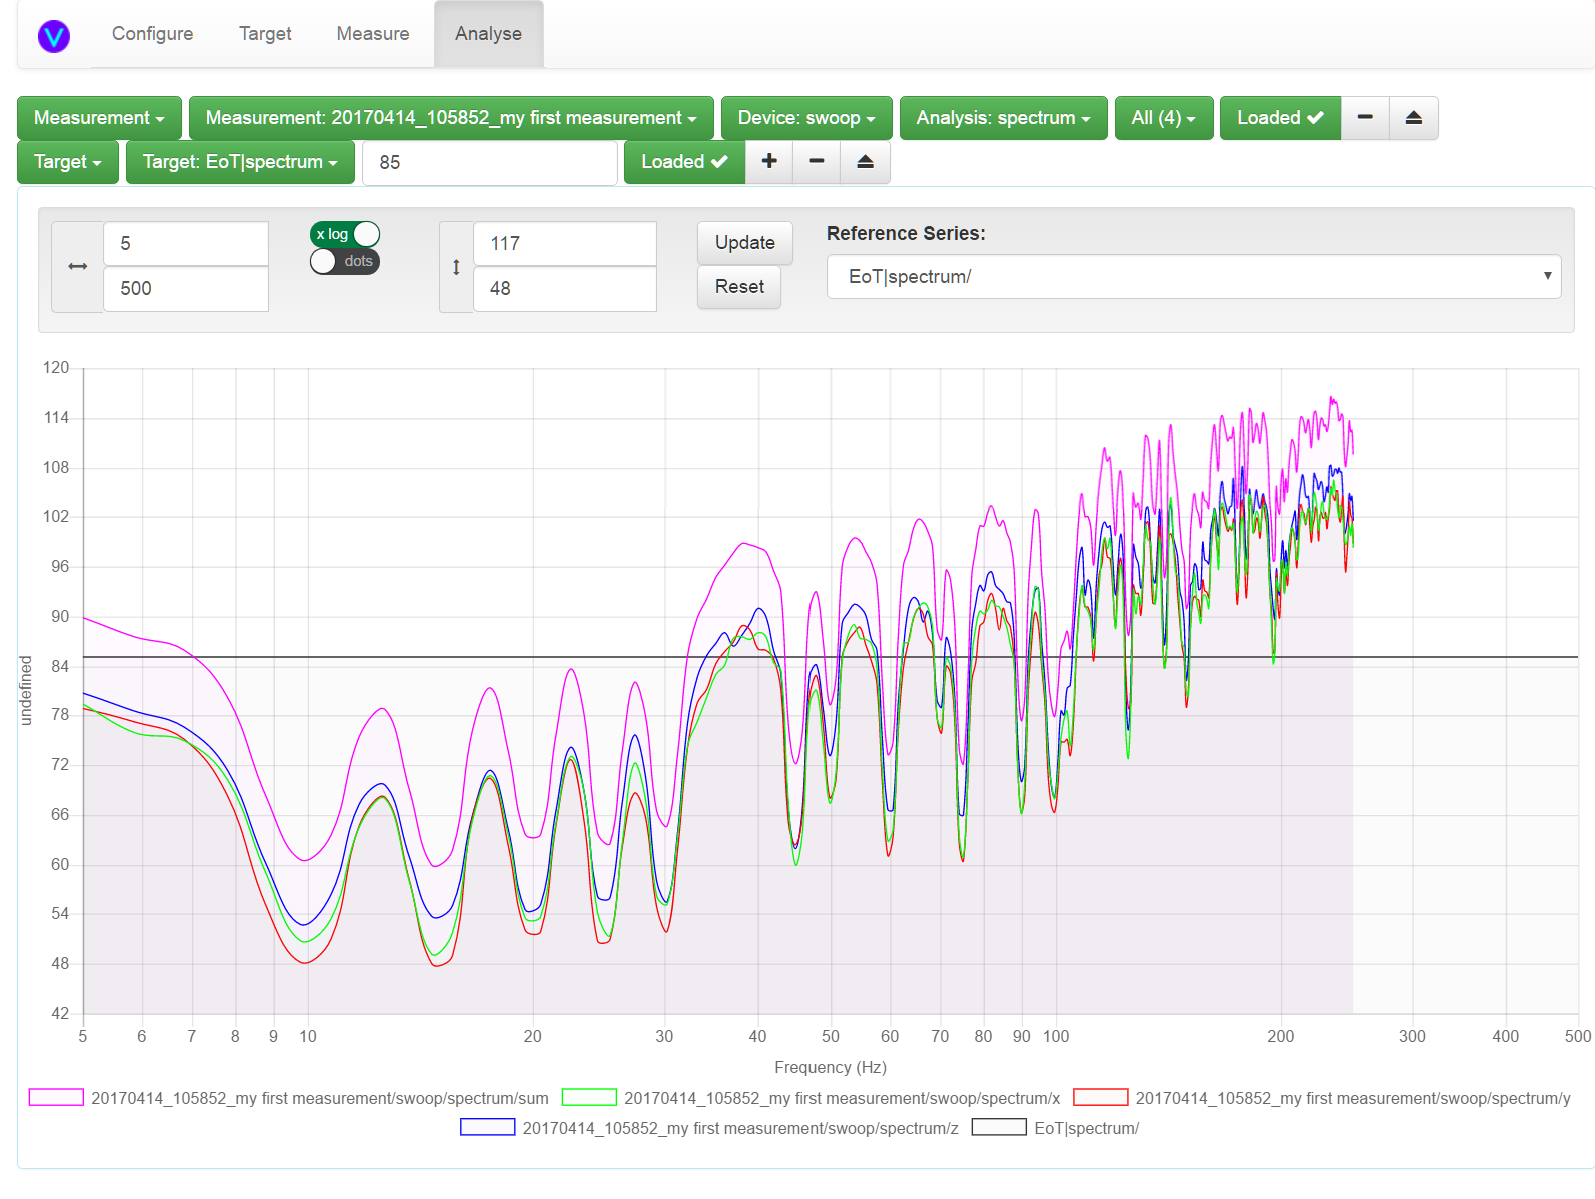 V Configure Target Measure Analyse
Measurement Measurement: 20170414_105852_my first measurement Device: swoop Analysis: spectrum All (4) Loaded
Target Target: EoT|spectrum 85 Loaded
5 x log 117 Update Reference Series:
500 dots 48 Reset EoT|spectrum/
120
114
108
102
96
90
84
78
72
66
60
54
48
42
undefined
5 6 7 8 9 10 20 30 40 50 60 70 80 90 100 200 300 400 500
Frequency (Hz)
20170414_105852_my first measurement/swoop/spectrum/sum 20170414_105852_my first measurement/swoop/spectrum/x 20170414_105852_my first measurement/swoop/spectrum/y
20170414_105852_my first measurement/swoop/spectrum/z EoT|spectrum/